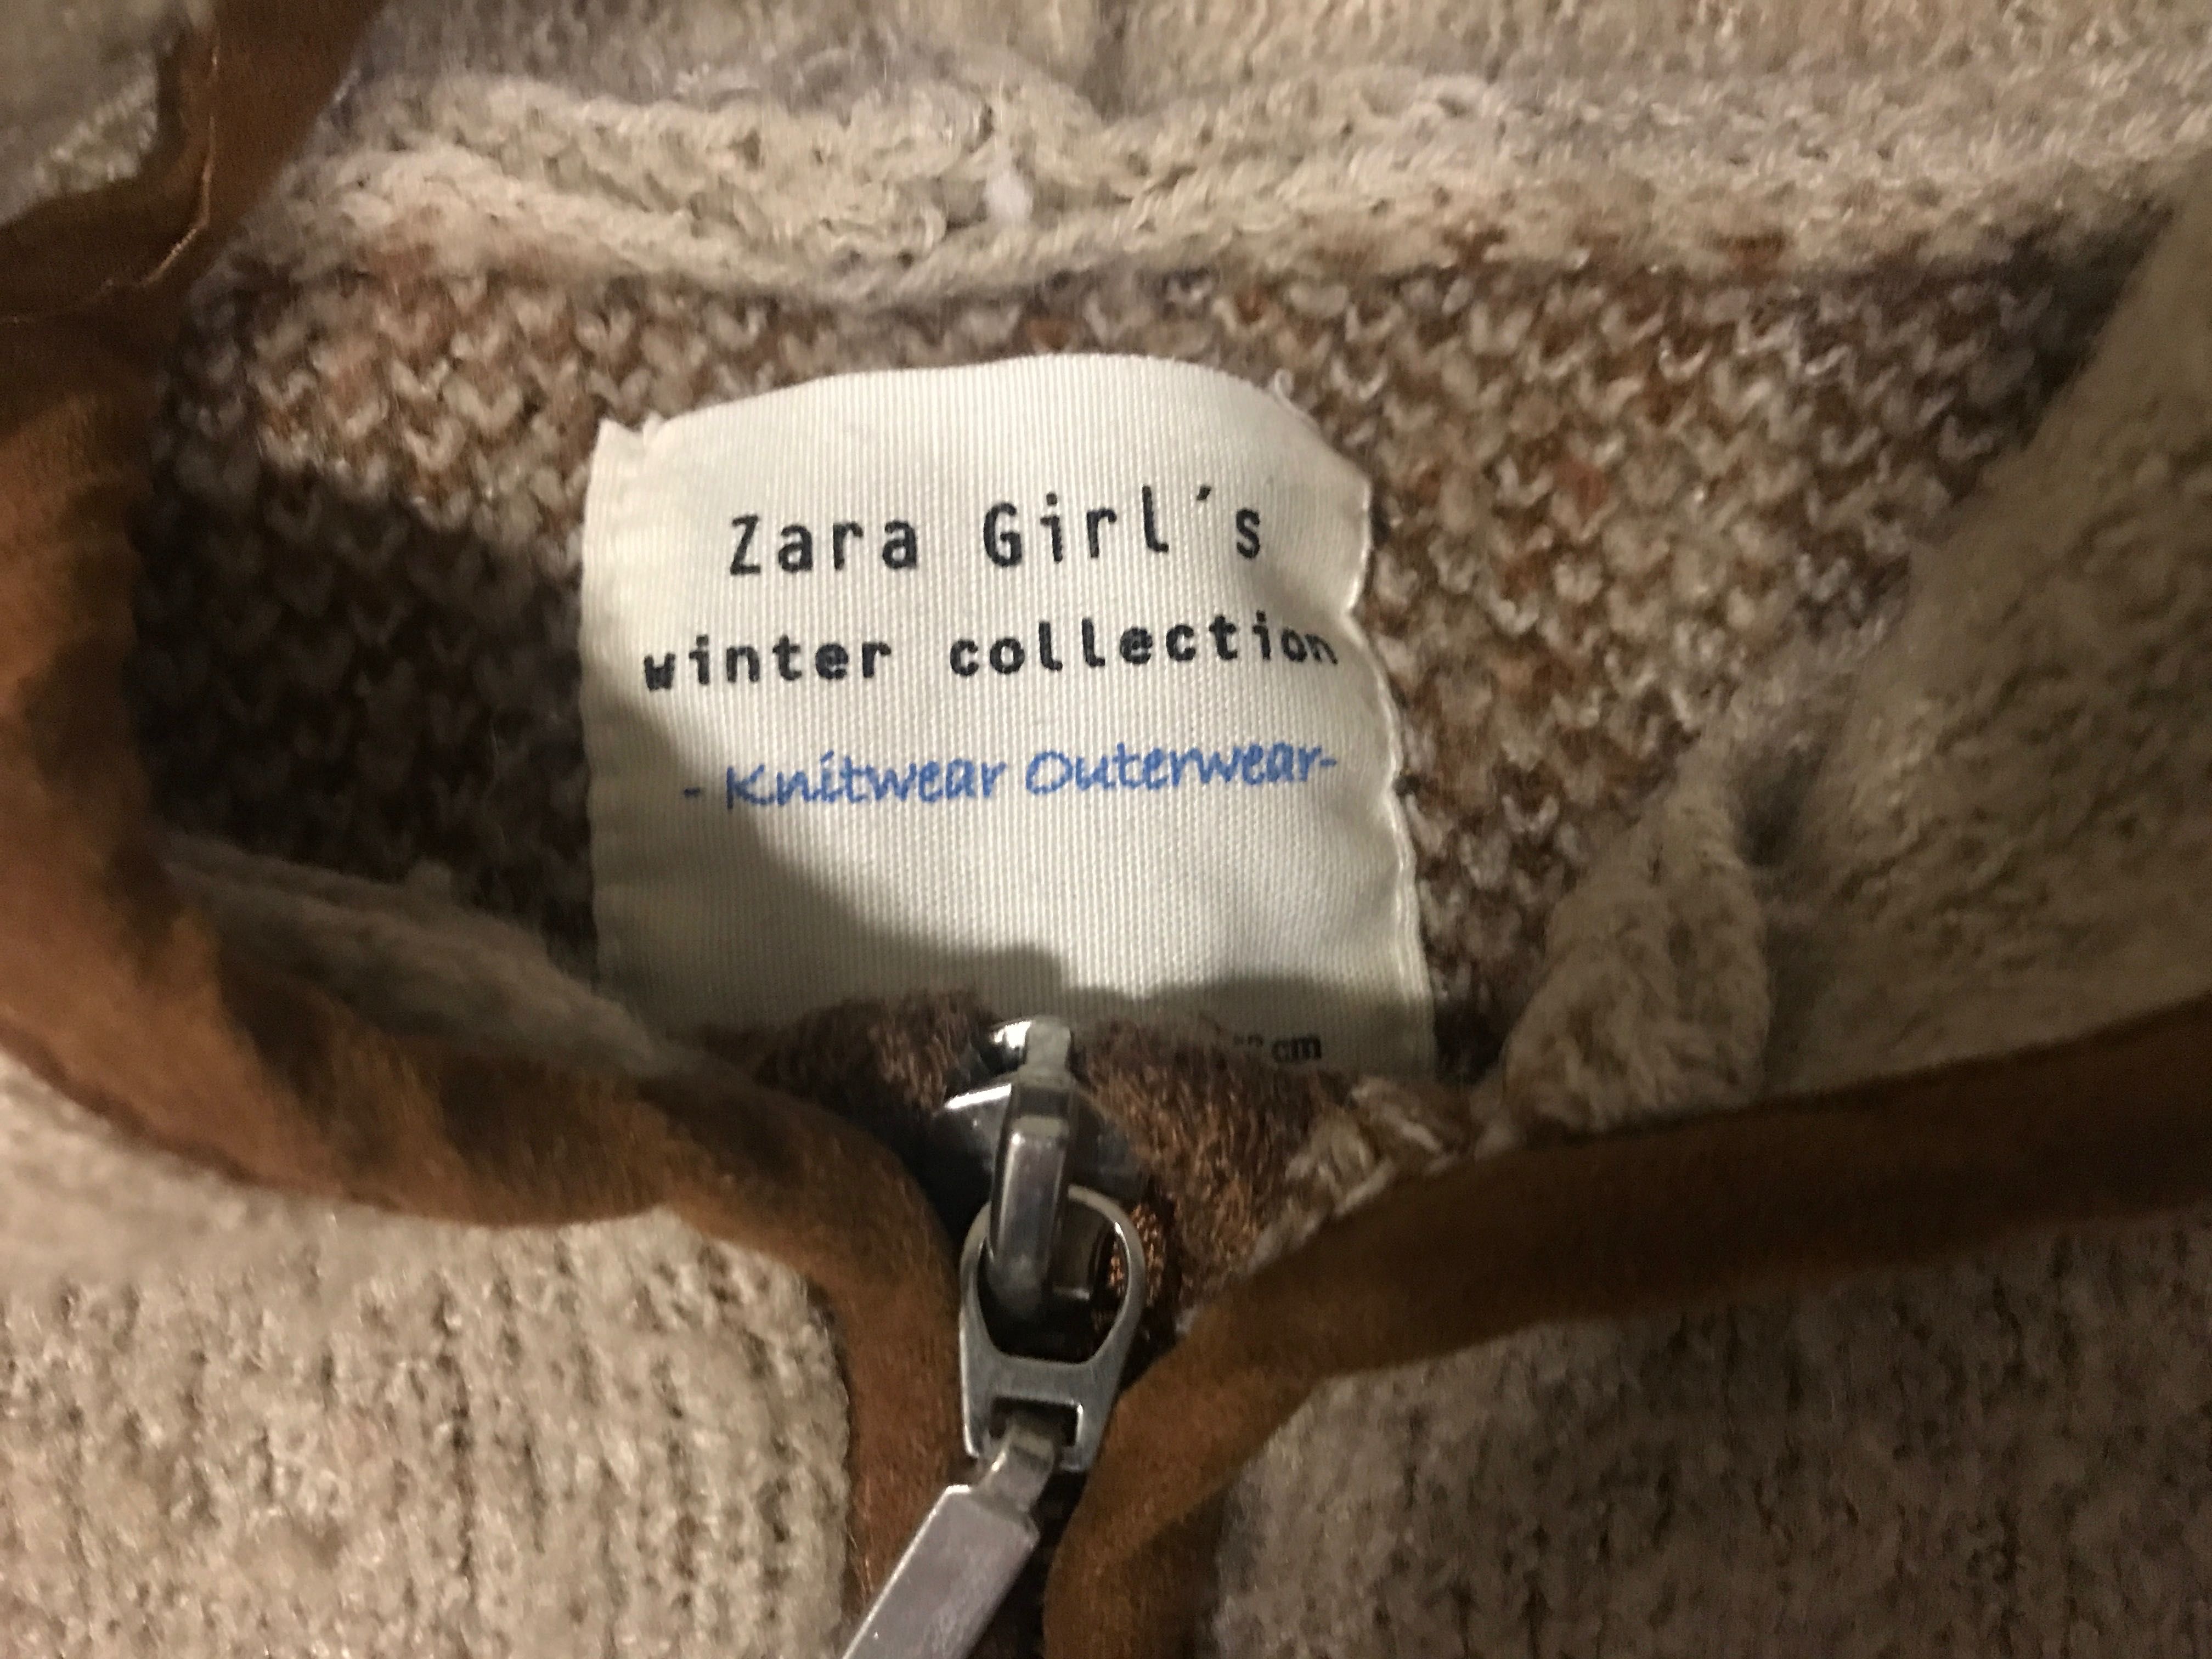 Zara Girl´s
winter collection
- Knitwear Outerwear-
cm